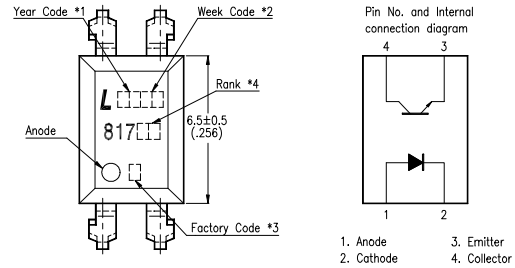 Year Code *1
Week Code *2
L
Rank *4
817
6.5±0.5
(.256)
Anode
Factory Code *3
Pin No. and Internal
connection diagram
4 3
1 2
1. Anode 3. Emitter
2. Cathode 4. Collector